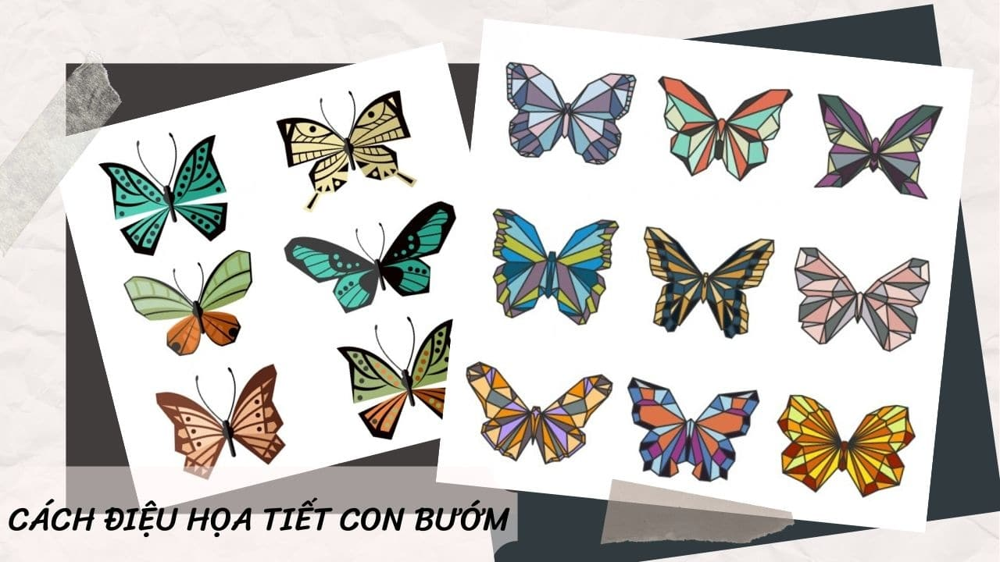 CÁCH ĐIỆU HỌA TIẾT CON BƯỚM